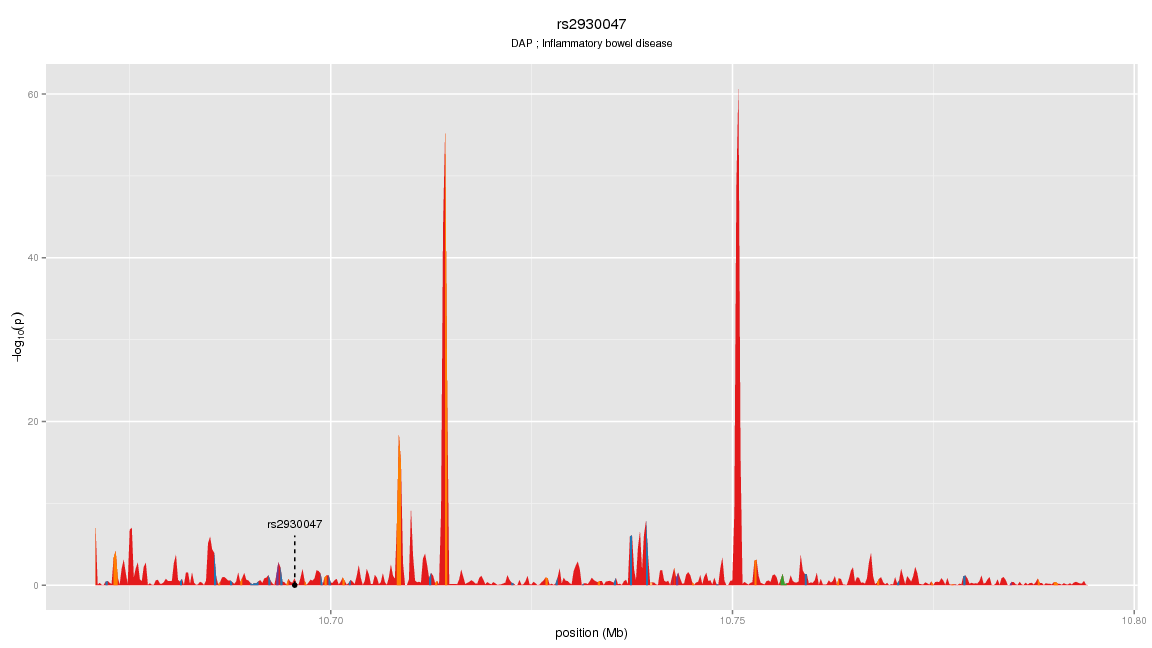 rs2930047
DAP ; Inflammatory bowel disease
60
40
20
0
−log10(p)
rs2930047
10.70
10.75
10.80
position (Mb)